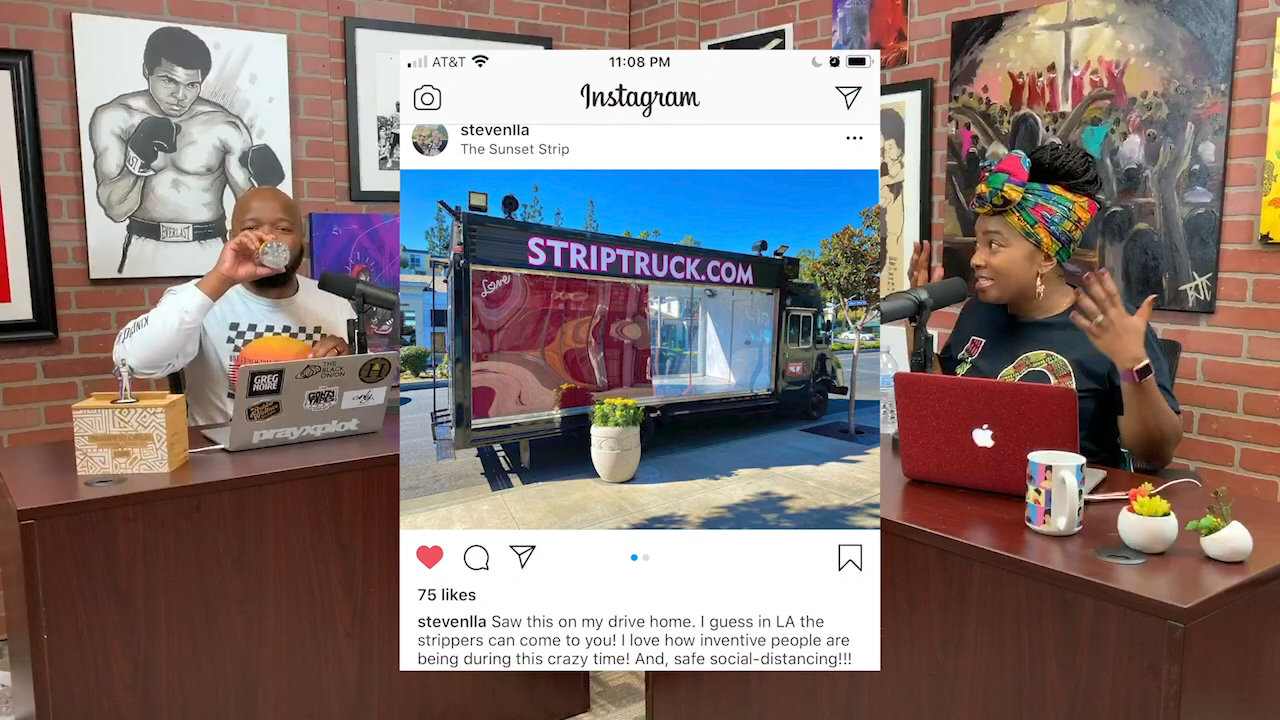 AT&T
11:08 PM
Instagram
stevenlla
The Sunset Strip
STRIPTRUCK.COM
Love
75 likes
stevenlla Saw this on my drive home. I guess in LA the
strippers can come to you! I love how inventive people are
being during this crazy time! And, safe social-distancing!!!
EVERLAST
GREG
NOIRE
BLACK
ONION
H
prayxplot